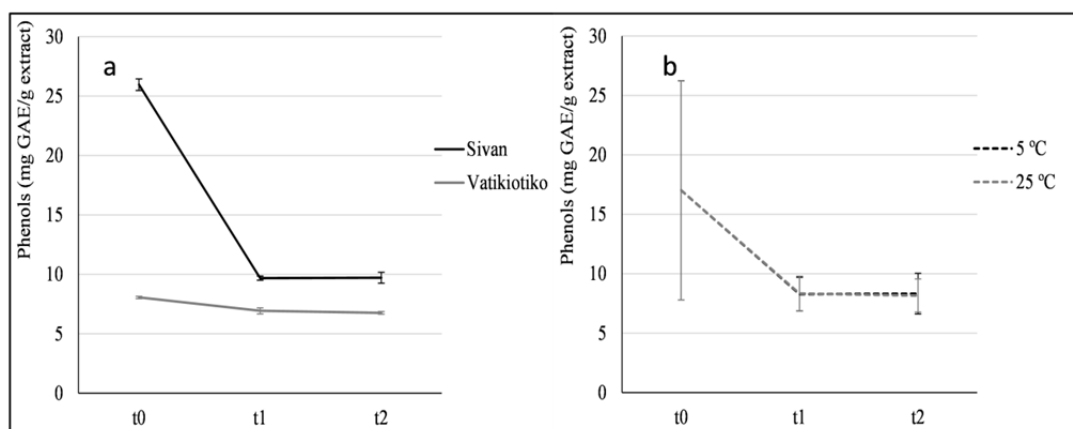 a
Phenols (mg GAE/g extract)
30
25
20
15
10
5
0
t0
t1
t2
Sivan
Vatikiotiko
b
Phenols (mg GAE/g extract)
30
25
20
15
10
5
0
t0
t1
t2
5 ºC
25 ºC